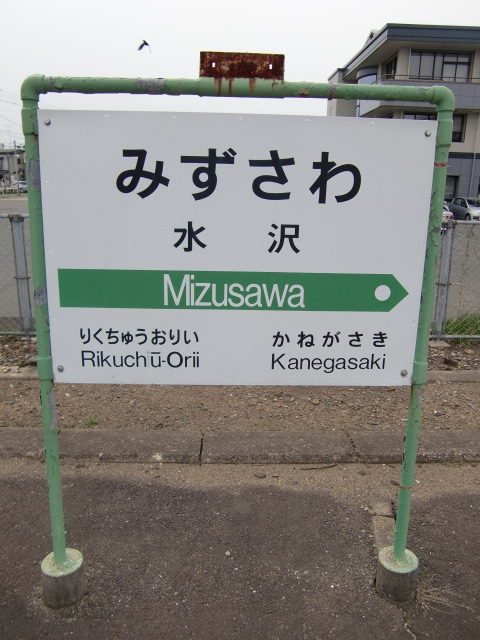 みずさわ
水沢
Mizusawa
りくちゅうおりい かねがさき
Rikuchū-Orii Kanegasaki